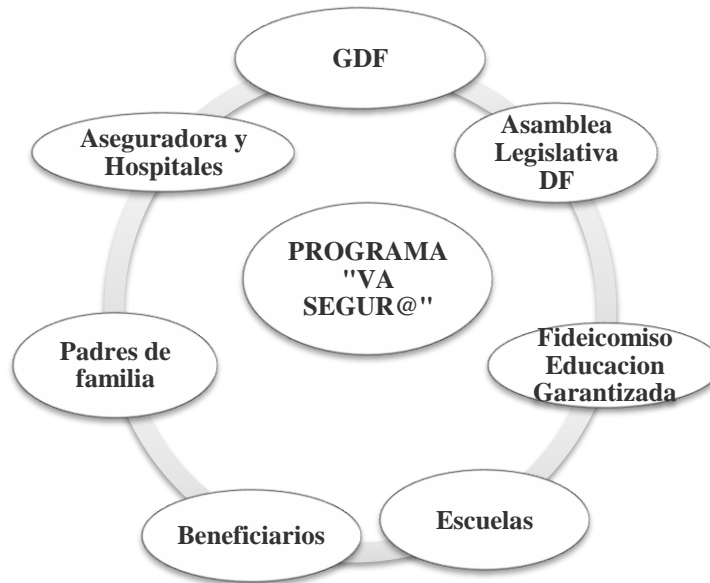 GDF
Asamblea
Legislativa
DF
Aseguradora y
Hospitales
PROGRAMA
"VA
SEGUR@"
Padres de
familia
Fideicomiso
Educacion
Garantizada
Beneficiarios
Escuelas